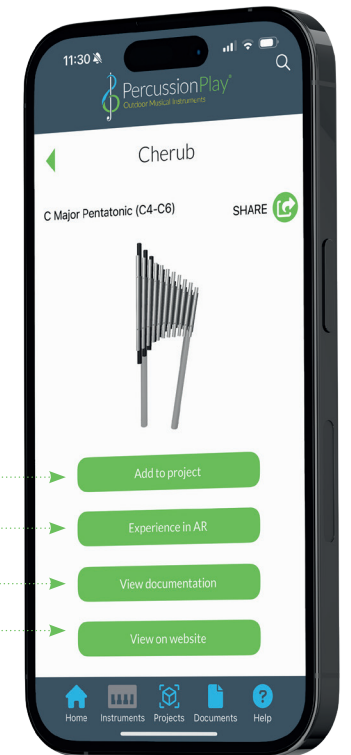 11:30
PercussionPlay®
Outdoor Musical Instruments
Cherub
C Major Pentatonic (C4-C6)
SHARE
Add to project
Experience in AR
View documentation
View on website
Home Instruments Projects Documents Help